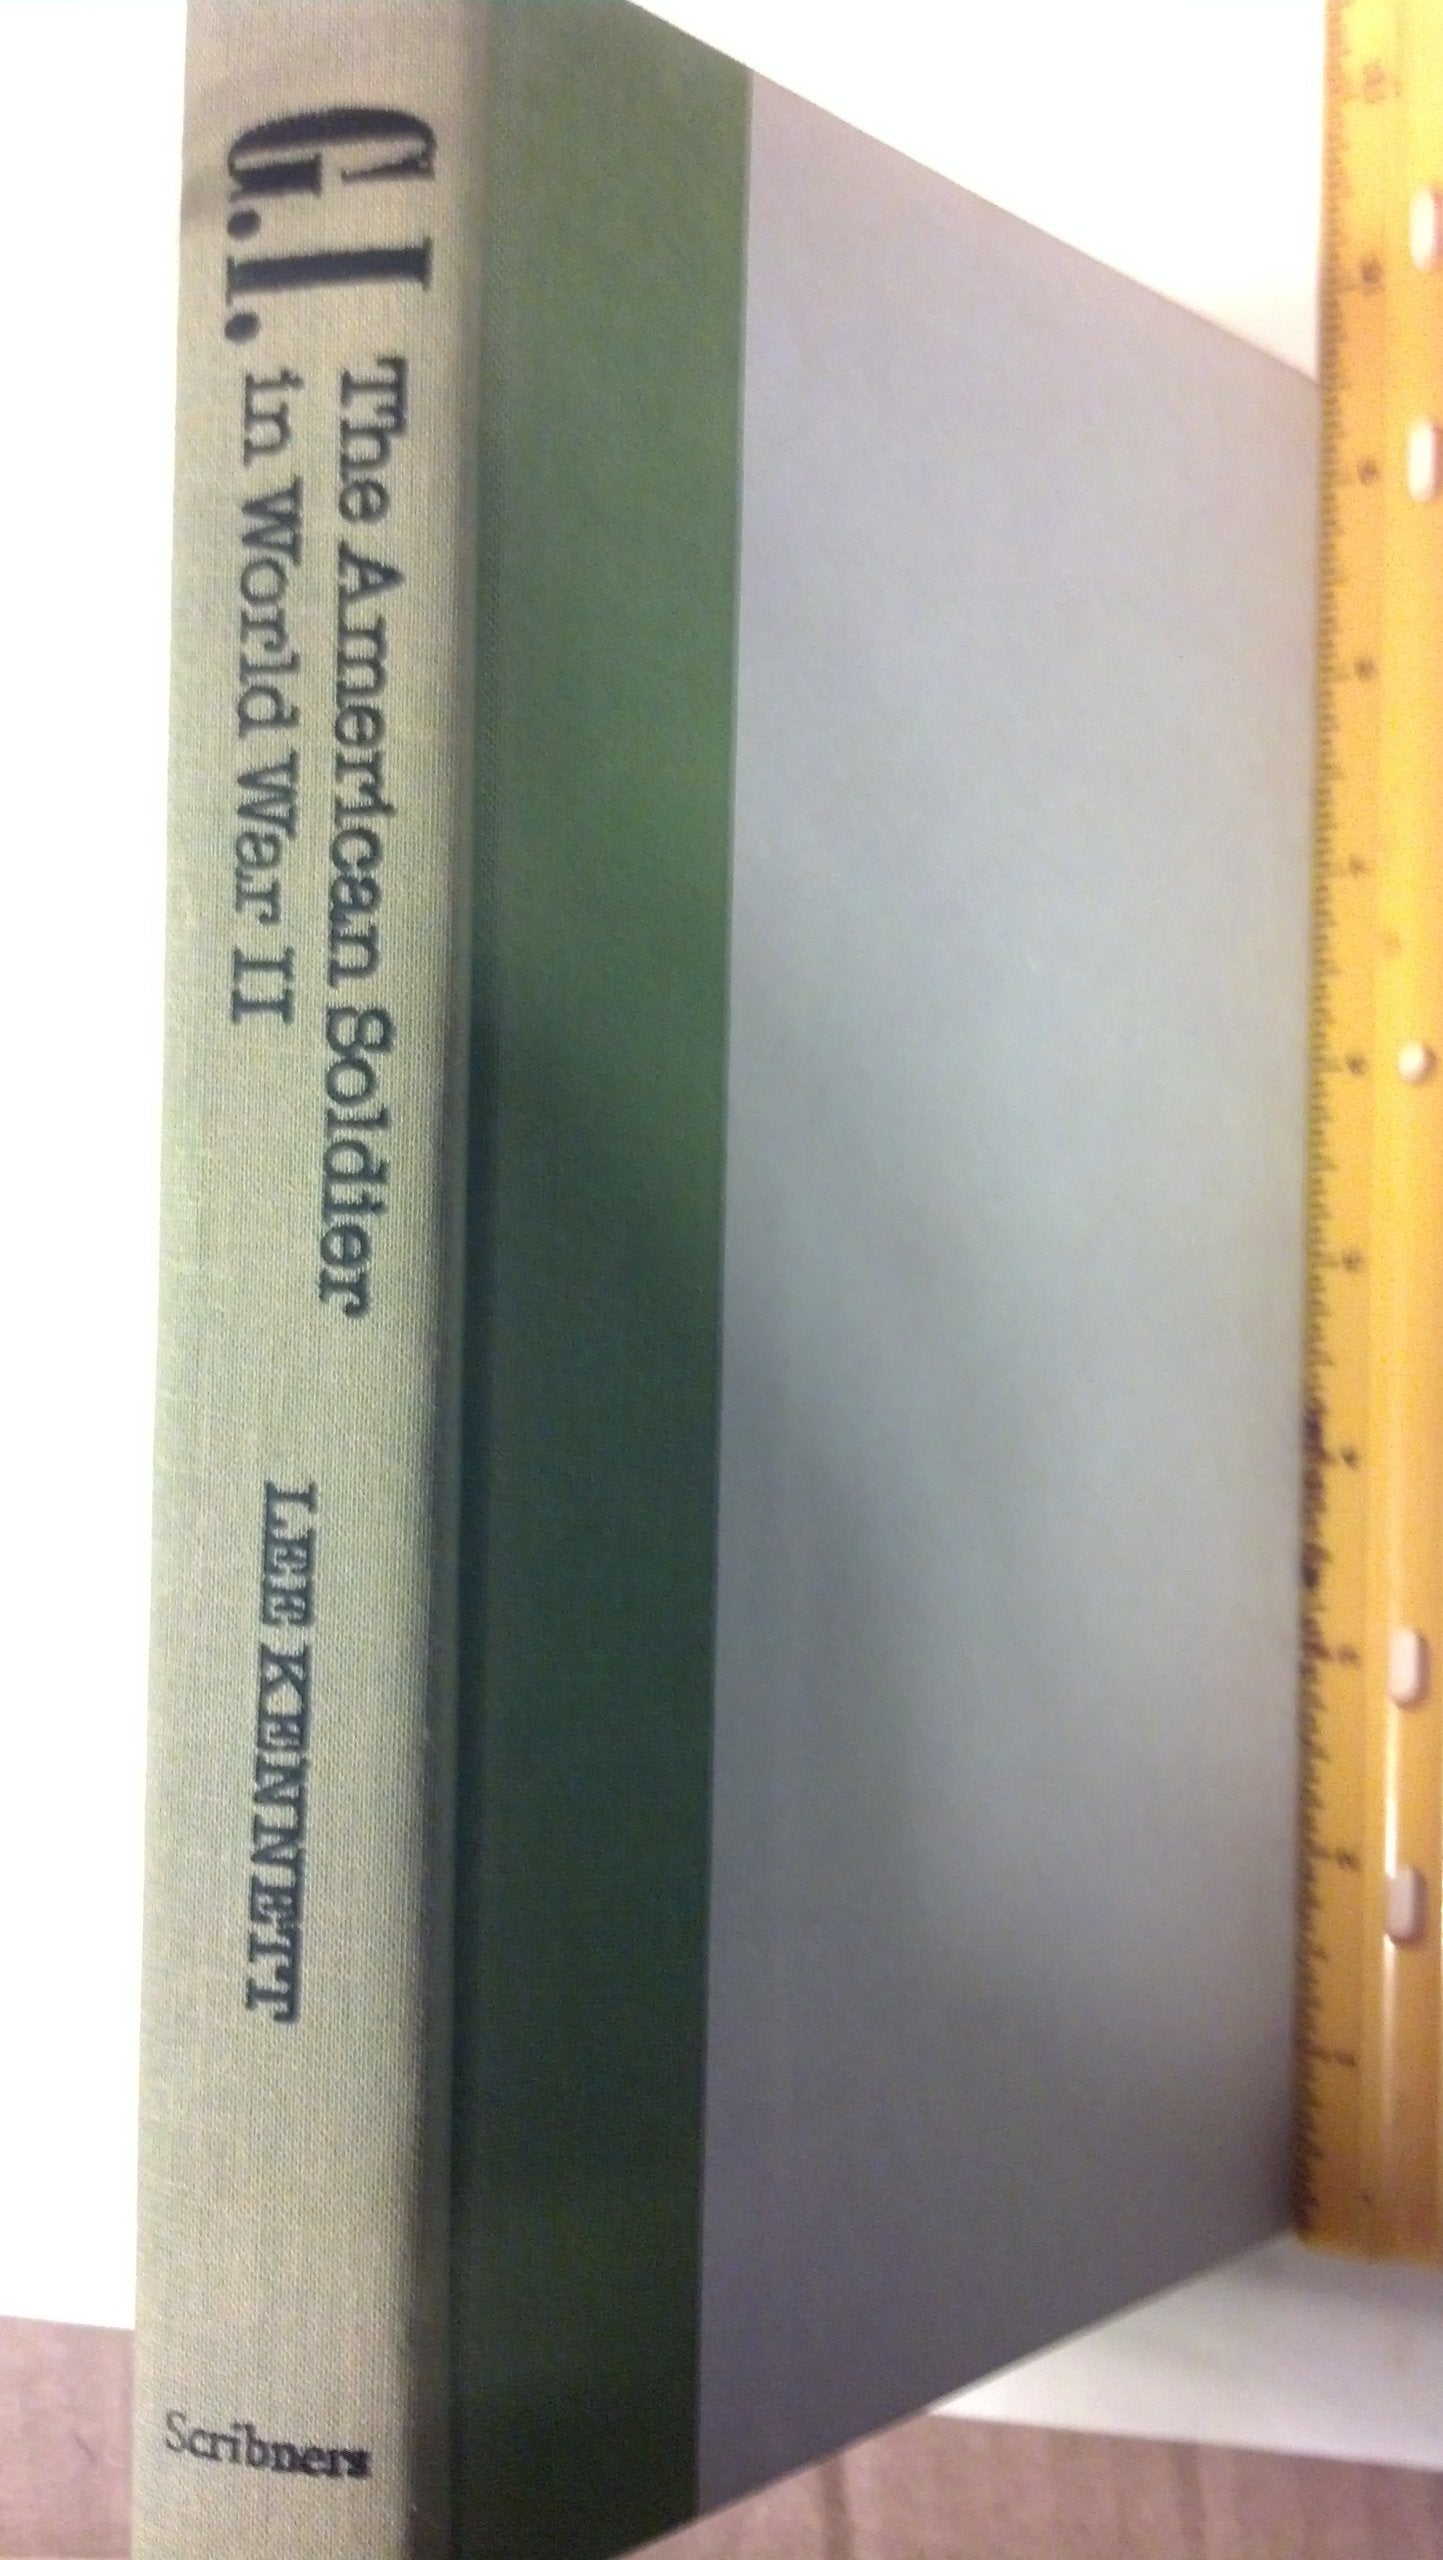 G.I.
The American Soldier
in World War II
LEE KENNETT
Scribners